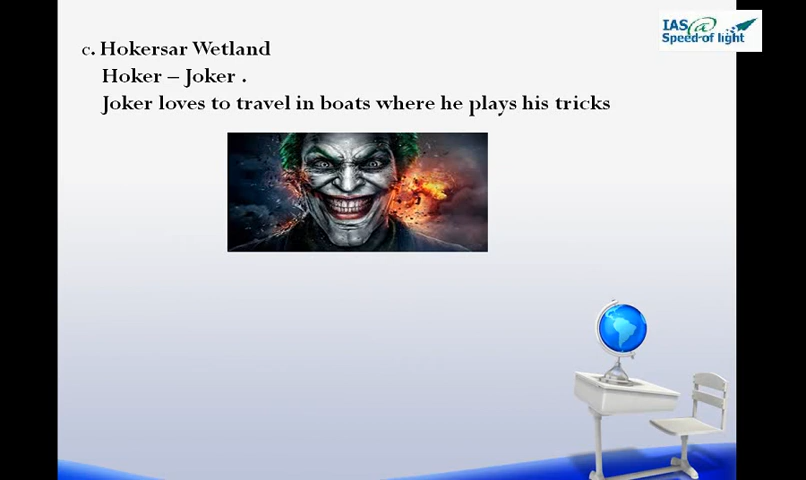 IAS@
Speed of light
c. Hokersar Wetland
Hoker – Joker .
Joker loves to travel in boats where he plays his tricks